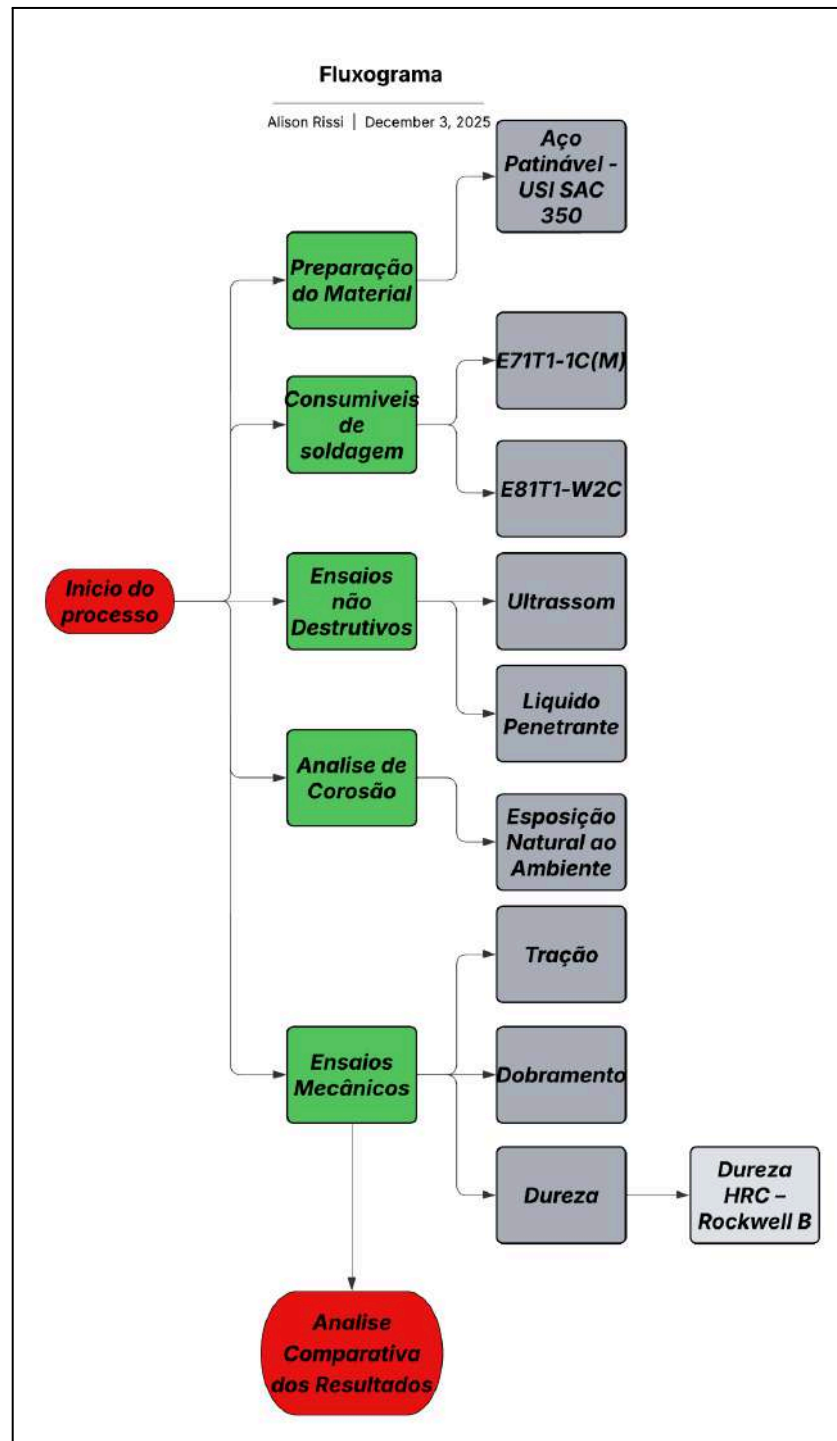 Fluxograma
Alison Rissi | December 3, 2025
Aço
Patinável -
USI SAC
350
Preparação
do Material
E71T1-1C(M)
Consumiveis
de
soldagem
E81T1-W2C
Inicio do
processo
Ensaios
não
Destrutivos
Ultrassom
Liquido
Penetrante
Analise de
Corosão
Esposição
Natural ao
Ambiente
Tração
Ensaios
Mecânicos
Dobramento
Dureza
Dureza
HRC –
Rockwell B
Analise
Comparativa
dos Resultados